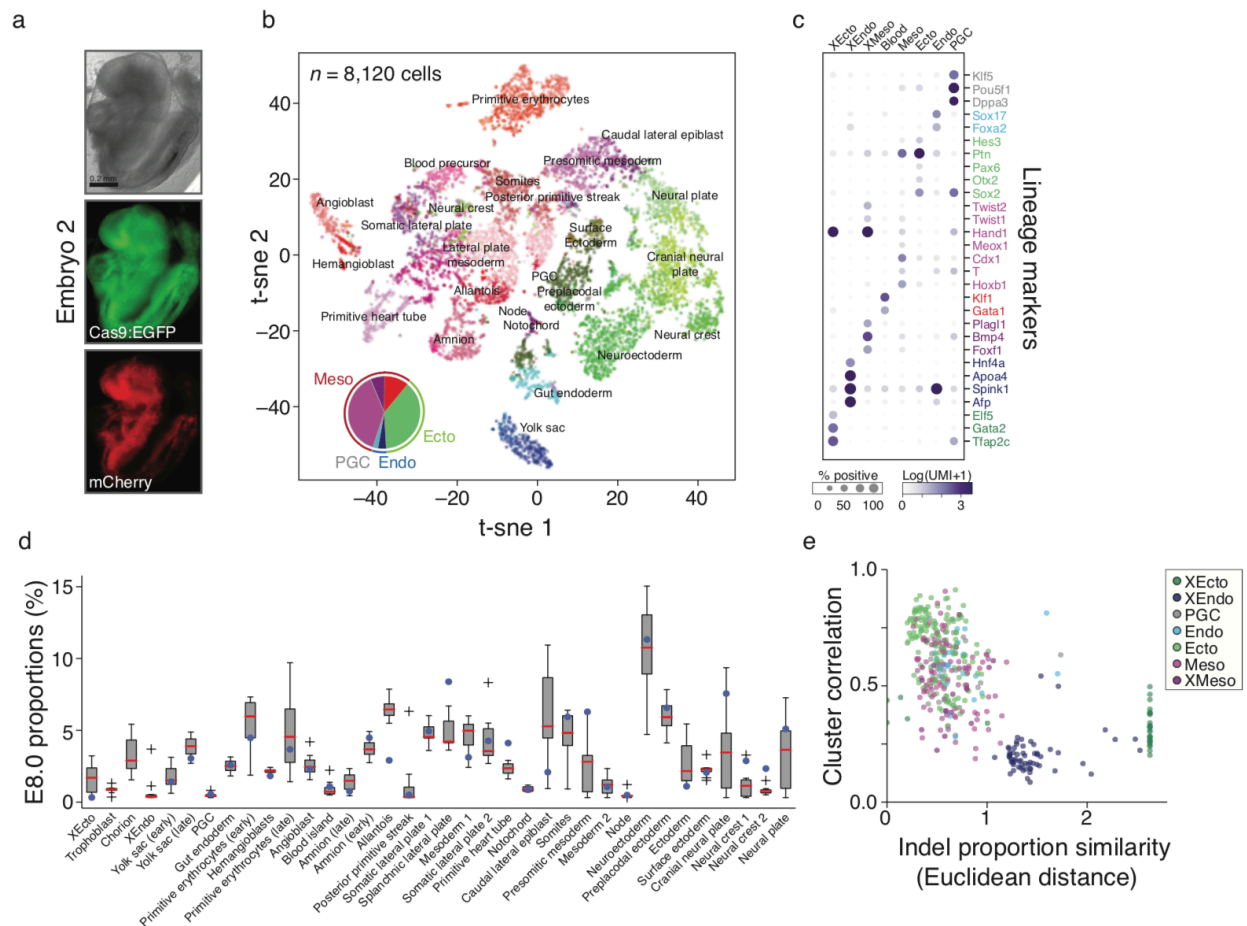 a
b
c
Embryo 2
0.2 mm
Cas9:EGFP
mCherry
n = 8,120 cells
Primitive erythrocytes
Caudal lateral epiblast
Blood precursor
Presomitic mesoderm
Somites
Posterior primitive streak
Neural plate
Angioblast
Neural crest
Somatic lateral plate
Surface
Ectoderm
Lateral plate
mesoderm
Cranial neural
plate
Hemangioblast
PGC
Preplacodal
ectoderm
Allantois
Primitive heart tube
Node
Notochord
Neural crest
Amnion
Neuroectoderm
Gut endoderm
Yolk sac
Meso
Ecto
PGC
Endo
40
20
0
−20
−40
t-sne 2
−40
−20
0
20
40
t-sne 1
XEcto
XEndo
XMeso
Blood
Meso
Ecto
Endo
PGC
Klf5
Pou5f1
Dppa3
Sox17
Foxa2
Hes3
Ptn
Pax6
Otx2
Sox2
Twist2
Twist1
Hand1
Meox1
Cdx1
T
Hoxb1
Klf1
Gata1
Plagl1
Bmp4
Foxf1
Hnf4a
Apoa4
Spink1
Afp
Elf5
Gata2
Tfap2c
Lineage markers
% positive
0 50 100
Log(UMI+1)
0 3
d
E8.0 proportions (%)
15
10
5
0
XEcto
Trophoblast
Chorion
XEndo
Yolk sac (early)
Yolk sac (late)
PGC
Gut endoderm
Primitive erythrocytes (early)
Hemangioblasts
Primitive erythrocytes (late)
Angioblast
Blood island
Amnion (late)
Amnion (early)
Allantois
Posterior primitive streak
Somatic lateral plate 1
Splanchnic lateral plate
Mesoderm 1
Somatic lateral plate 2
Primitive heart tube
Notochord
Caudal lateral epiblast
Somites
Presomitic mesoderm
Mesoderm 2
Node
Neuroectoderm
Preplacodal ectoderm
Ectoderm
Surface ectoderm
Cranial neural plate
Neural crest 1
Neural crest 2
Neural plate
e
Cluster correlation
1.0
0.5
0.0
0
1
2
Indel proportion similarity
(Euclidean distance)
XEcto
XEndo
PGC
Endo
Ecto
Meso
XMeso